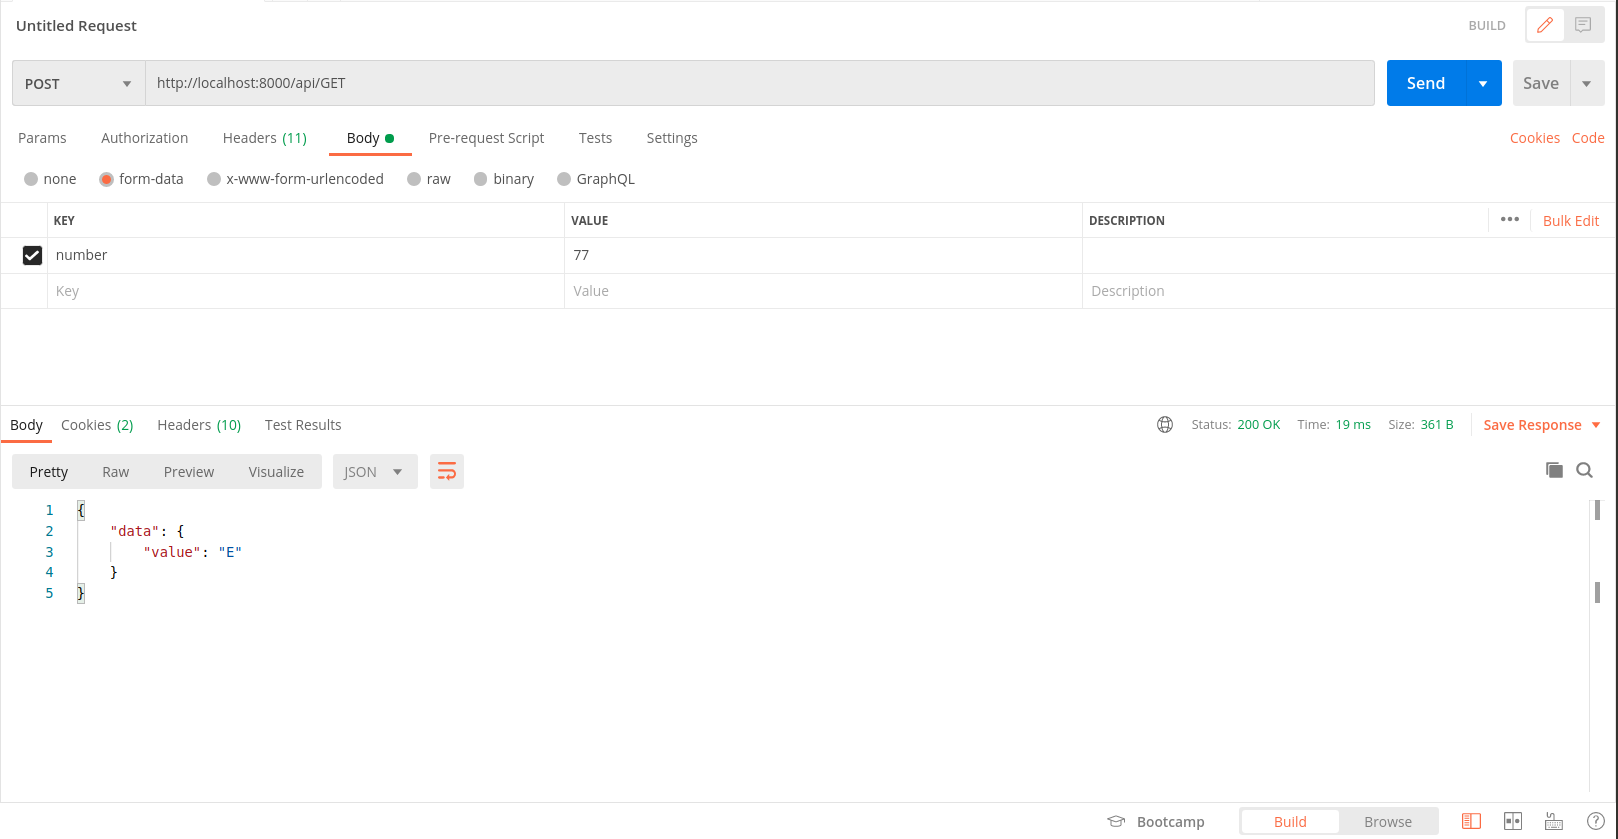 Untitled Request
BUILD
POST
http://localhost:8000/api/GET
Send
Save
Params Authorization Headers (11) Body Pre-request Script Tests Settings
Cookies Code
none form-data x-www-form-urlencoded raw binary GraphQL
KEY VALUE DESCRIPTION ••• Bulk Edit
number 77
Key Value Description
Body Cookies (2) Headers (10) Test Results
Status: 200 OK Time: 19 ms Size: 361 B Save Response
Pretty Raw Preview Visualize JSON
1 {
2 "data": {
3 "value": "E"
4 }
5 }
Bootcamp Build Browse ?